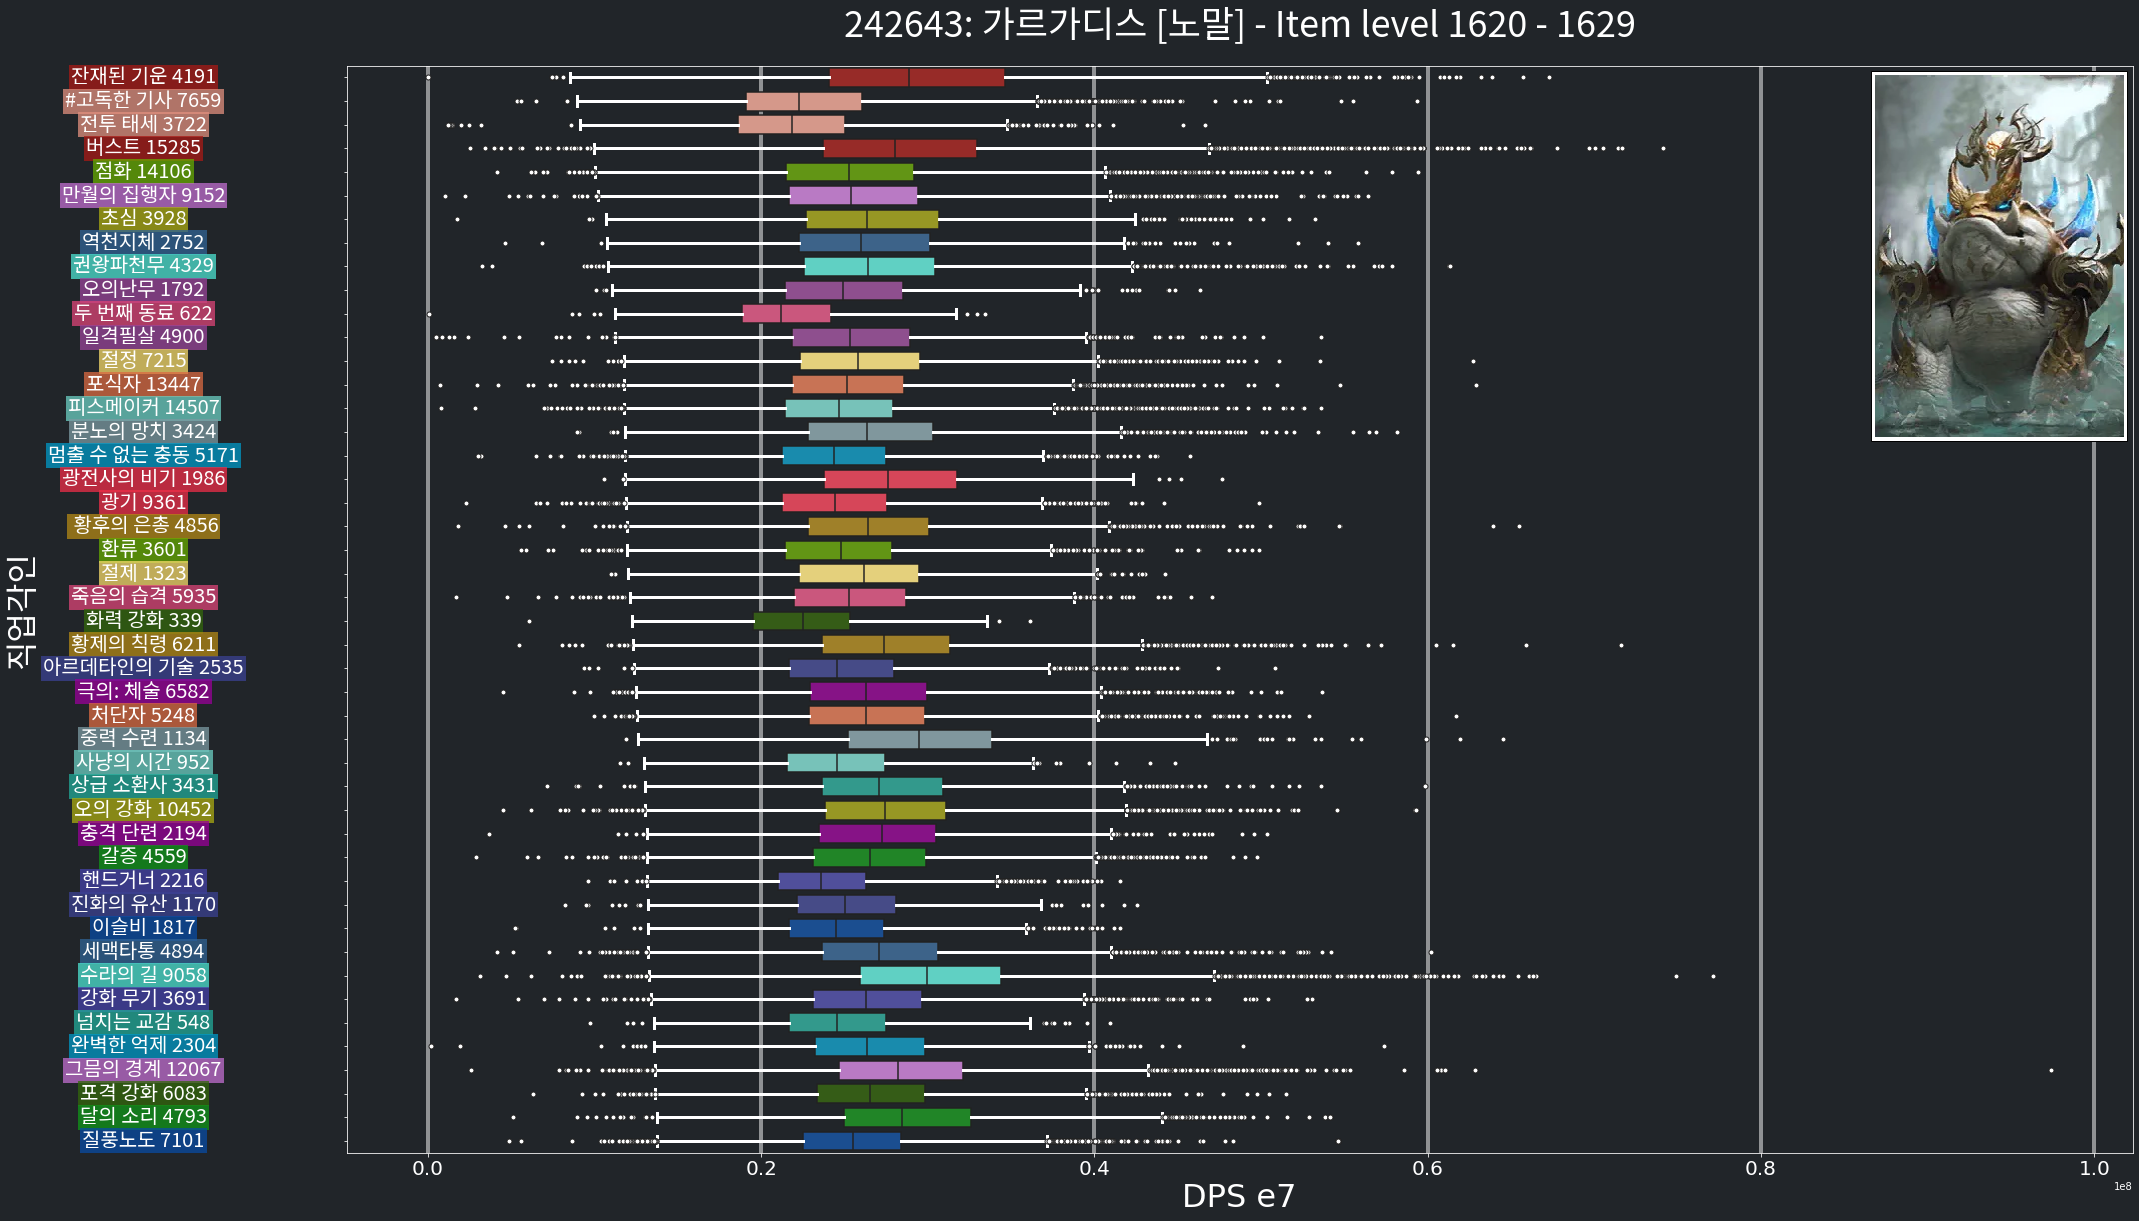 242643: 가르가디스 [노말] - Item level 1620 - 1629
잔재된 기운 4191
#고독한 기사 7659
전투 태세 3722
버스트 15285
점화 14106
만월의 집행자 9152
초심 3928
역천지체 2752
권왕파천무 4329
오의난무 1792
두 번째 동료 622
일격필살 4900
절정 7215
포식자 13447
피스메이커 14507
분노의 망치 3424
멈출 수 없는 충동 5171
광전사의 비기 1986
광기 9361
황후의 은총 4856
환류 3601
절제 1323
죽음의 습격 5935
화력 강화 339
황제의 칙령 6211
아르데타인의 기술 2535
극의: 체술 6582
처단자 5248
중력 수련 1134
사냥의 시간 952
상급 소환사 3431
오의 강화 10452
충격 단련 2194
갈증 4559
핸드거너 2216
진화의 유산 1170
이슬비 1817
세맥타통 4894
수라의 길 9058
강화 무기 3691
넘치는 교감 548
완벽한 억제 2304
그믐의 경계 12067
포격 강화 6083
달의 소리 4793
질풍노도 7101
직업각인
0.0 0.2 0.4 0.6 0.8 1.0
1e8
DPS e7